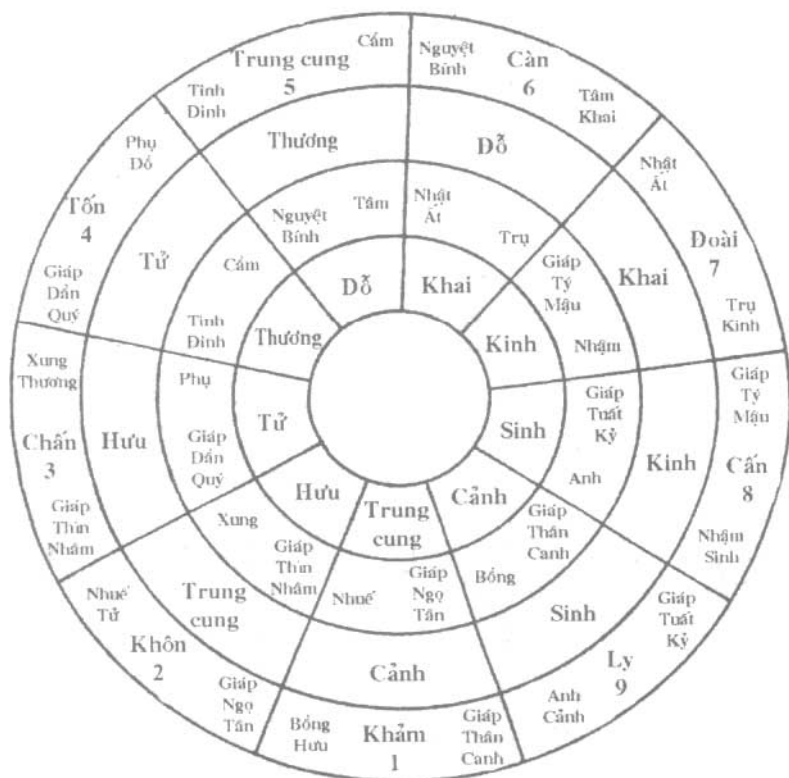 Trung cung
5
Cầm
Tinh
Đinh
Nguyệt
Bính
Càn
6
Tâm
Khai
Nhật
Ất
Đoài
7
Trụ
Kinh
Giáp
Tý
Mậu
Cấn
8
Nhậm
Sinh
Giáp
Tuất
Kỷ
Ly
9
Anh
Cảnh
Giáp
Thân
Canh
Khảm
1
Bồng
Hưu
Giáp
Ngọ
Tân
Khôn
2
Nhuế
Tử
Giáp
Thìn
Nhâm
Chấn
3
Xung
Thương
Giáp
Dần
Quý
Tốn
4
Phụ
Đỗ
Thương
Đỗ
Khai
Kinh
Sinh
Cảnh
Trung
cung
Hưu
Tử
Nguyệt
Bính
Tâm
Nhật
Ất
Trụ
Giáp
Tý
Mậu
Nhậm
Giáp
Tuất
Kỷ
Anh
Giáp
Thân
Canh
Bồng
Giáp
Ngọ
Tân
Nhuế
Giáp
Thìn
Nhâm
Xung
Giáp
Dần
Quý
Phụ
Tinh
Đinh
Cầm
Đỗ
Khai
Kinh
Sinh
Cảnh
Trung
cung
Hưu
Tử
Thương